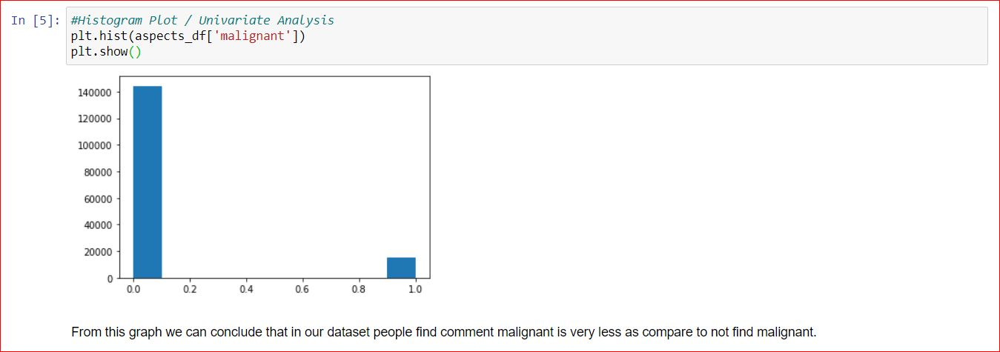 In [5]: #Histogram Plot / Univariate Analysis
plt.hist(aspects_df['malignant'])
plt.show()
140000
120000
100000
80000
60000
40000
20000
0
0.0 0.2 0.4 0.6 0.8 1.0
From this graph we can conclude that in our dataset people find comment malignant is very less as compare to not find malignant.